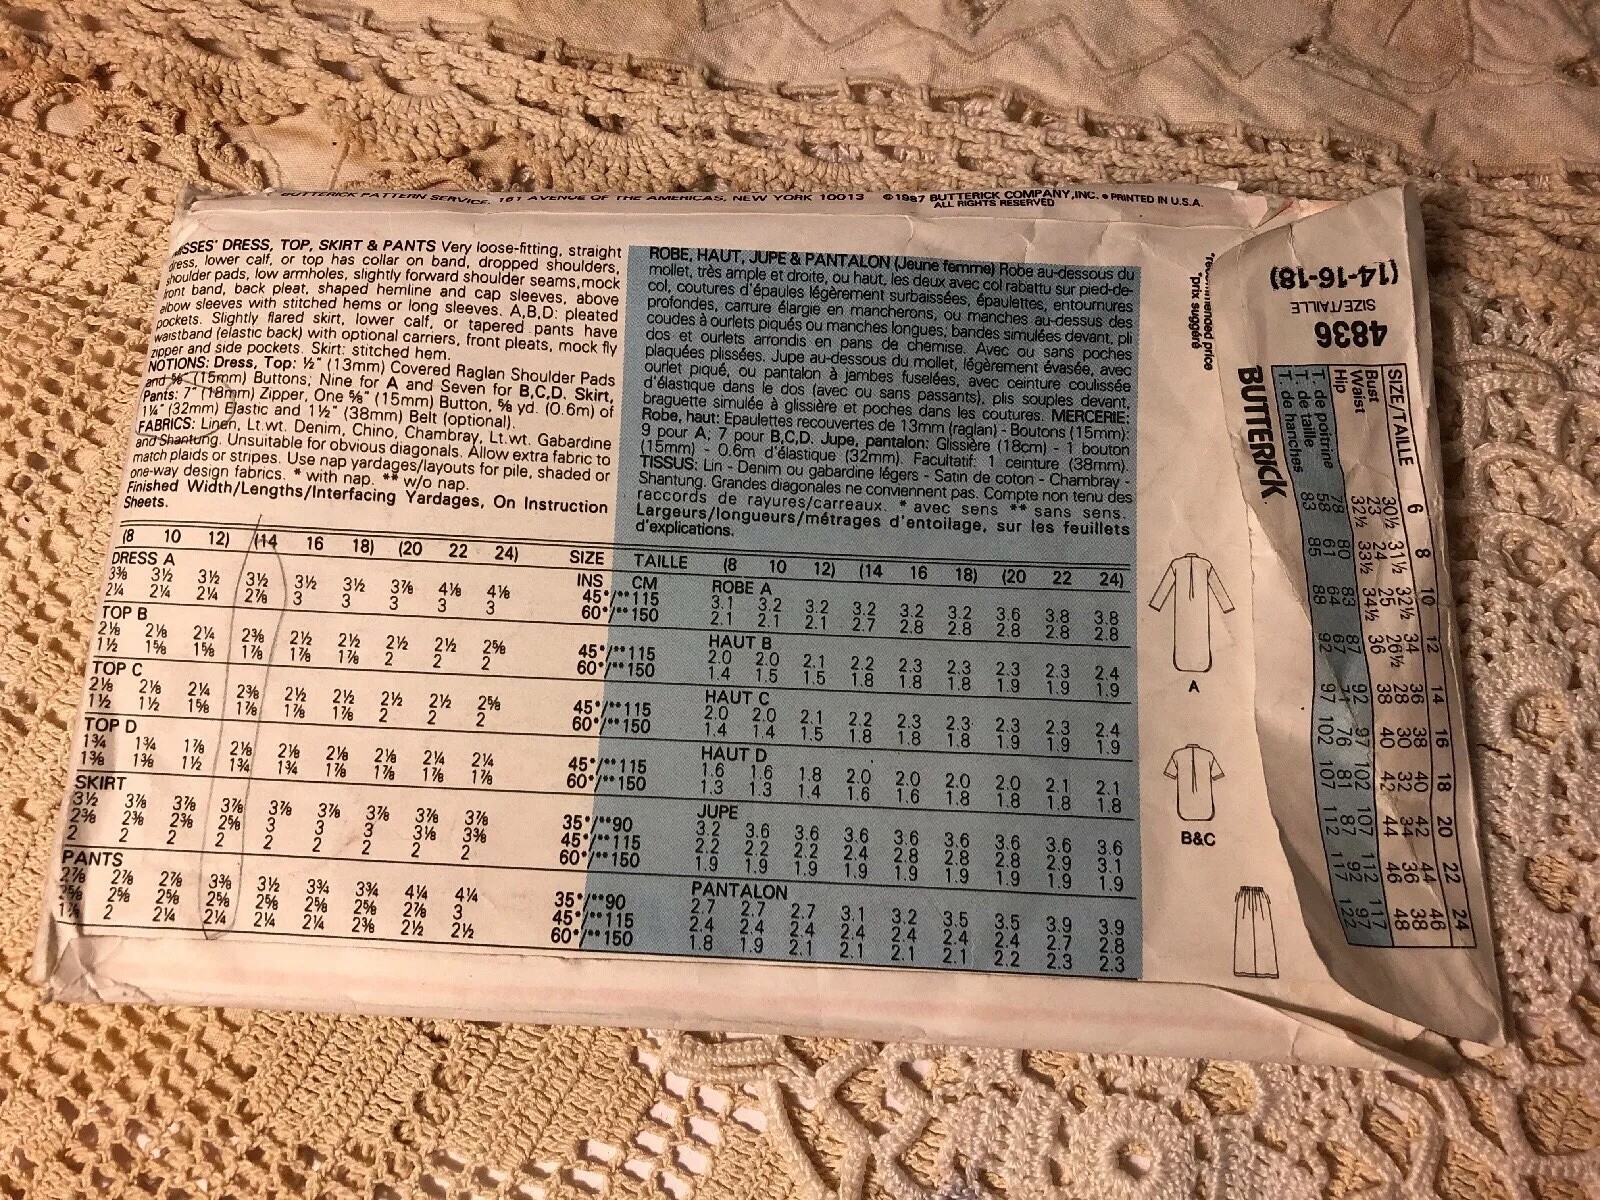 BUTTERICK PATTERN SERVICE, 161 AVENUE OF THE AMERICAS, NEW YORK 10013 ©1987 BUTTERICK COMPANY, INC. • PRINTED IN U.S.A.
ALL RIGHTS RESERVED
MISSES' DRESS, TOP, SKIRT & PANTS Very loose-fitting, straight
dress, lower calf, or top has collar on band, dropped shoulders,
shoulder pads, low armholes, slightly forward shoulder seams, mock
front band, back pleat, shaped hemline and cap sleeves, above
elbow sleeves with stitched hems or long sleeves. A,B,D: pleated
pockets. Slightly flared skirt, lower calf, or tapered pants have
waistband (elastic back) with optional carriers, front pleats, mock fly
zipper and side pockets. Skirt: stitched hem.
NOTIONS: Dress, Top: ½" (13mm) Covered Raglan Shoulder Pads
and ⅝" (15mm) Buttons; Nine for A and Seven for B,C,D. Skirt,
Pants: 7" (18mm) Zipper, One ⅝" (15mm) Button, ⅝ yd. (0.6m) of
1¼" (32mm) Elastic and 1½" (38mm) Belt (optional).
FABRICS: Linen, Lt.wt. Denim, Chino, Chambray, Lt.wt. Gabardine
and Shantung. Unsuitable for obvious diagonals. Allow extra fabric to
match plaids or stripes. Use nap yardages/layouts for pile, shaded or
one-way design fabrics. * with nap. ** w/o nap.
Finished Width/Lengths/Interfacing Yardages, On Instruction
Sheets.
ROBE, HAUT, JUPE & PANTALON (Jeune femme) Robe au-dessous du
mollet, très ample et droite, ou haut, les deux avec col rabattu sur pied-de-
col, coutures d'épaules légèrement surbaissées, épaulettes, entournures
profondes, carrure élargie en mancherons, ou manches au-dessus des
coudes à ourlets piqués ou manches longues; bandes simulées devant, pli
dos et ourlets arrondis en pans de chemise. Avec ou sans poches
plaquées plissées. Jupe au-dessous du mollet, légèrement évasée, avec
ourlet piqué, ou pantalon à jambes fuselées, avec ceinture coulissée
d'élastique dans le dos (avec ou sans passants), plis souples devant,
braguette simulée à glissière et poches dans les coutures. MERCERIE:
Robe, haut: Epaulettes recouvertes de 13mm (raglan) - Boutons (15mm):
9 pour A; 7 pour B,C,D. Jupe, pantalon: Glissière (18cm) - 1 bouton
(15mm) - 0.6m d'élastique (32mm). Facultatif: 1 ceinture (38mm).
TISSUS: Lin - Denim ou gabardine légers - Satin de coton - Chambray -
Shantung. Grandes diagonales ne conviennent pas. Compte non tenu des
raccords de rayures/carreaux. * avec sens ** sans sens.
Largeurs/longueurs/métrages d'entoilage, sur les feuillets
d'explications.
(8 10 12) (14 16 18) (20 22 24) SIZE TAILLE (8 10 12) (14 16 18) (20 22 24)
DRESS A INS CM ROBE A
3⅜ 3½ 3½ 3½ 3½ 3½ 3⅞ 4⅛ 4⅛ 45*/**115 3.1 3.2 3.2 3.2 3.2 3.2 3.6 3.8 3.8
2¼ 2¼ 2¼ 2⅞ 3 3 3 3 3 60*/**150 2.1 2.1 2.1 2.7 2.8 2.8 2.8 2.8 2.8
TOP B HAUT B
2⅛ 2⅛ 2¼ 2⅜ 2½ 2½ 2½ 2½ 2⅝ 45*/**115 2.0 2.0 2.1 2.2 2.3 2.3 2.3 2.3 2.4
1½ 1⅝ 1⅝ 1⅞ 1⅞ 1⅞ 2 2 2 60*/**150 1.4 1.5 1.5 1.8 1.8 1.8 1.9 1.9 1.9
TOP C HAUT C
2⅛ 2⅛ 2¼ 2⅜ 2½ 2½ 2½ 2½ 2⅝ 45*/**115 2.0 2.0 2.1 2.2 2.3 2.3 2.3 2.3 2.4
1½ 1½ 1⅝ 1⅞ 1⅞ 1⅞ 2 2 2 60*/**150 1.4 1.4 1.5 1.8 1.8 1.8 1.9 1.9 1.9
TOP D HAUT D
1¾ 1¾ 1⅞ 2⅛ 2⅛ 2⅛ 2⅛ 2¼ 2¼ 45*/**115 1.6 1.6 1.8 2.0 2.0 2.0 2.0 2.1 2.1
1⅜ 1⅜ 1½ 1¾ 1¾ 1⅞ 1⅞ 1⅞ 1⅞ 60*/**150 1.3 1.3 1.4 1.6 1.6 1.8 1.8 1.8 1.8
SKIRT JUPE
3½ 3⅞ 3⅞ 3⅞ 3⅞ 3⅞ 3⅞ 3⅞ 3⅞ 35*/**90 3.2 3.6 3.6 3.6 3.6 3.6 3.6 3.6 3.6
2⅜ 2⅜ 2⅜ 2⅝ 3 3 3 3⅛ 3⅜ 45*/**115 2.2 2.2 2.2 2.4 2.8 2.8 2.8 2.9 3.1
2 2 2 2 2 2 2 2 2 60*/**150 1.9 1.9 1.9 1.9 1.9 1.9 1.9 1.9 1.9
PANTS PANTALON
2⅞ 2⅞ 2⅞ 3⅜ 3½ 3¾ 3¾ 4¼ 4¼ 35*/**90 2.7 2.7 2.7 3.1 3.2 3.5 3.5 3.9 3.9
2⅝ 2⅝ 2⅝ 2⅝ 2⅝ 2⅝ 2⅝ 2⅞ 3 45*/**115 2.4 2.4 2.4 2.4 2.4 2.4 2.4 2.7 2.8
2 2¼ 2¼ 2¼ 2¼ 2⅜ 2½ 2½ 60*/**150 1.8 1.9 2.1 2.1 2.1 2.1 2.2 2.3 2.3
price
*prix suggéré
A
B&C
4836
SIZE/TAILLE
(14-16-18)
BUTTERICK
SIZE/TAILLE 6 8 10 12 14 16 18 20 22 24
Bust 30½ 31½ 32½ 34 36 38 40 42 44 46
Waist 23 24 25 26½ 28 30 32 34 36 38
Hip 32½ 33½ 34½ 36 38 40 42 44 46 48
T. de poitrine 78 80 83 87 92 97 102 107 112 117
T. de taille 58 61 64 67 71 76 81 87 92 97
T. de hanches 83 85 88 92 97 102 107 112 117 122